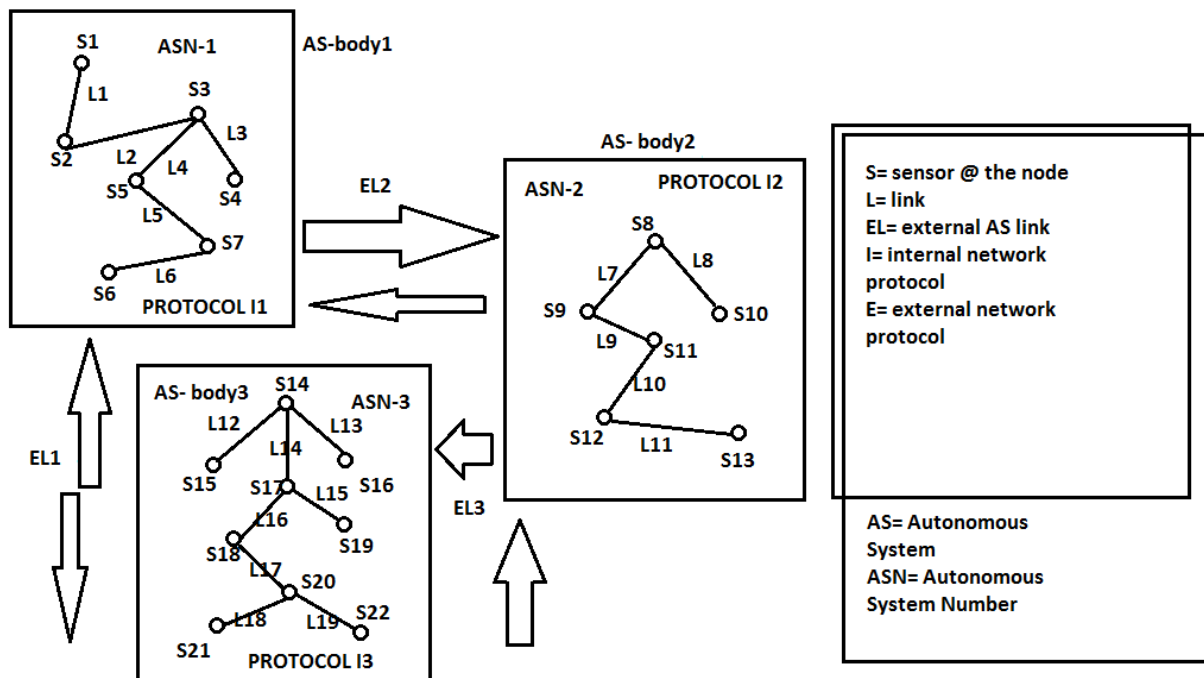 S1
ASN-1
AS-body1
L1
S3
L3
S2
L2
L4
S5
S4
L5
S7
L6
S6
PROTOCOL I1
EL2
AS- body2
ASN-2
PROTOCOL I2
S8
L7
L8
S9
S10
L9
S11
L10
S12
L11
S13
EL1
AS- body3
S14
ASN-3
L12
L13
L14
S15
S16
S17
L15
L16
S18
S19
L17
S20
L18
L19
S22
S21
PROTOCOL I3
EL3
S= sensor @ the node
L= link
EL= external AS link
I= internal network
protocol
E= external network
protocol
AS= Autonomous
System
ASN= Autonomous
System Number